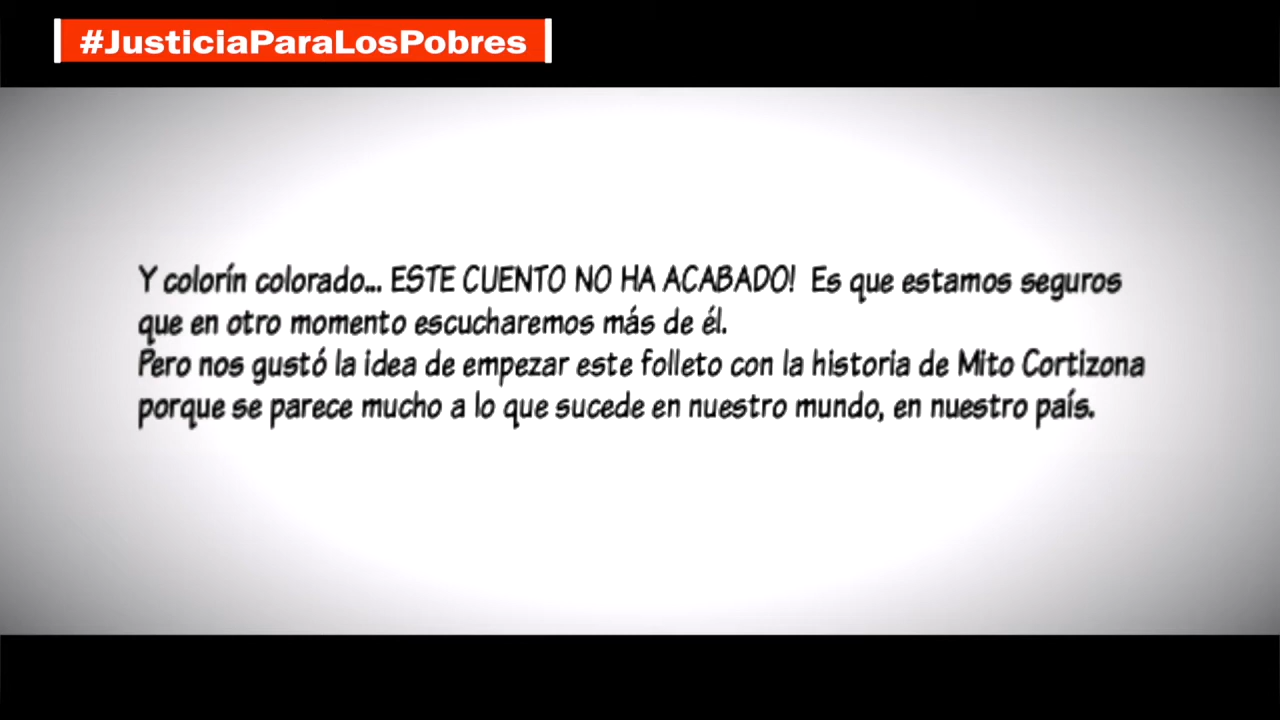 #JusticiaParaLosPobres
Y colorín colorado... ESTE CUENTO NO HA ACABADO! Es que estamos seguros
que en otro momento escucharemos más de él.
Pero nos gustó la idea de empezar este folleto con la historia de Mito Cortizona
porque se parece mucho a lo que sucede en nuestro mundo, en nuestro país.